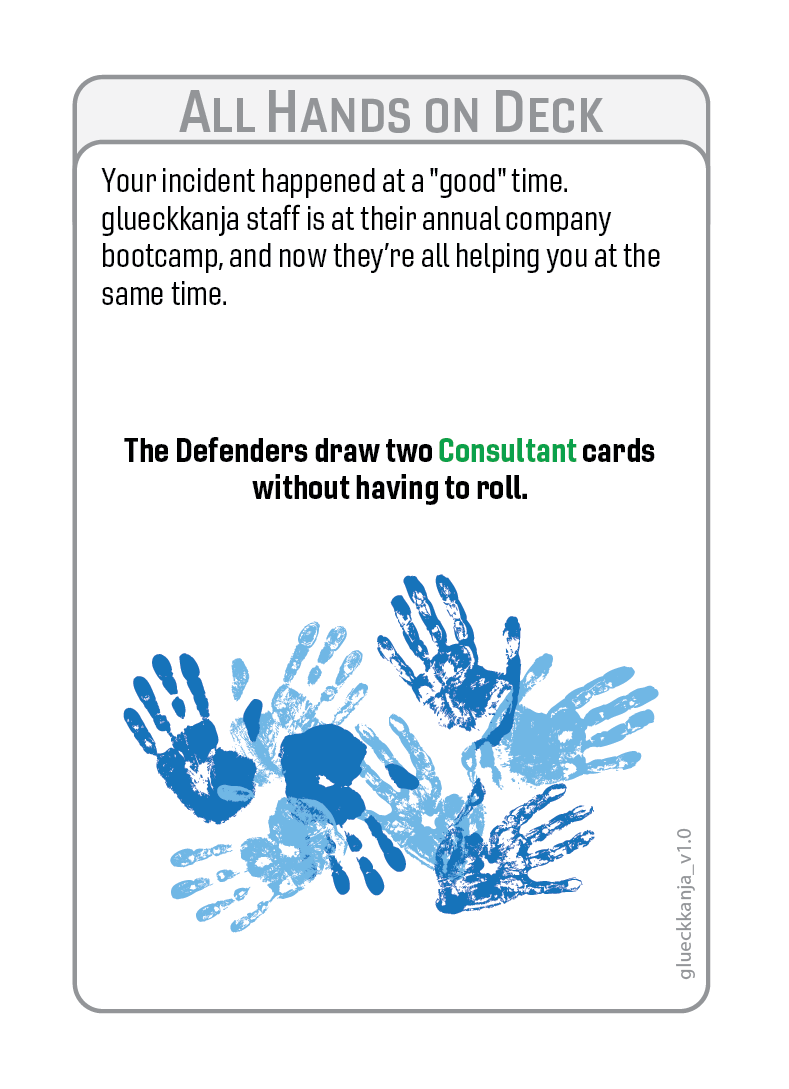 All Hands on Deck
Your incident happened at a "good" time.
glueckkanja staff is at their annual company
bootcamp, and now they’re all helping you at the
same time.
The Defenders draw two Consultant cards
without having to roll.
glueckkanja_v1.0